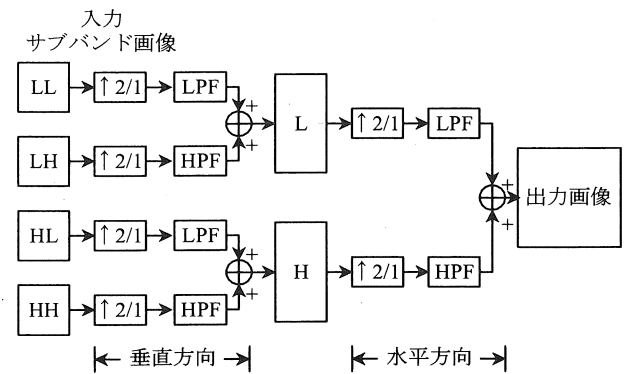 入力
サブバンド画像
LL ↑2/1 LPF +
L ↑2/1 LPF
LH ↑2/1 HPF +
+ 出力画像
HL ↑2/1 LPF + +
H ↑2/1 HPF
HH ↑2/1 HPF +
垂直方向 水平方向